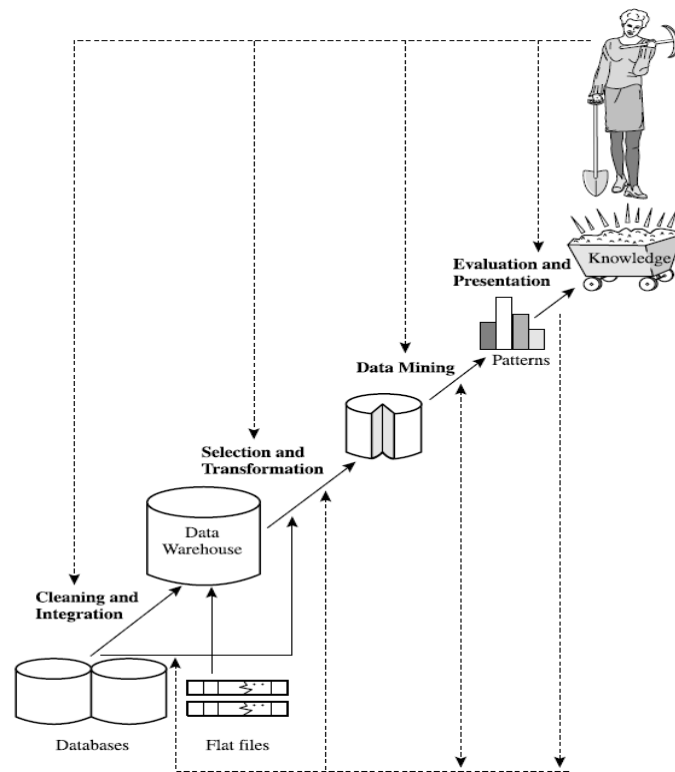 Evaluation and
Presentation
Knowledge
Patterns
Data Mining
Selection and
Transformation
Data
Warehouse
Cleaning and
Integration
Databases
Flat files